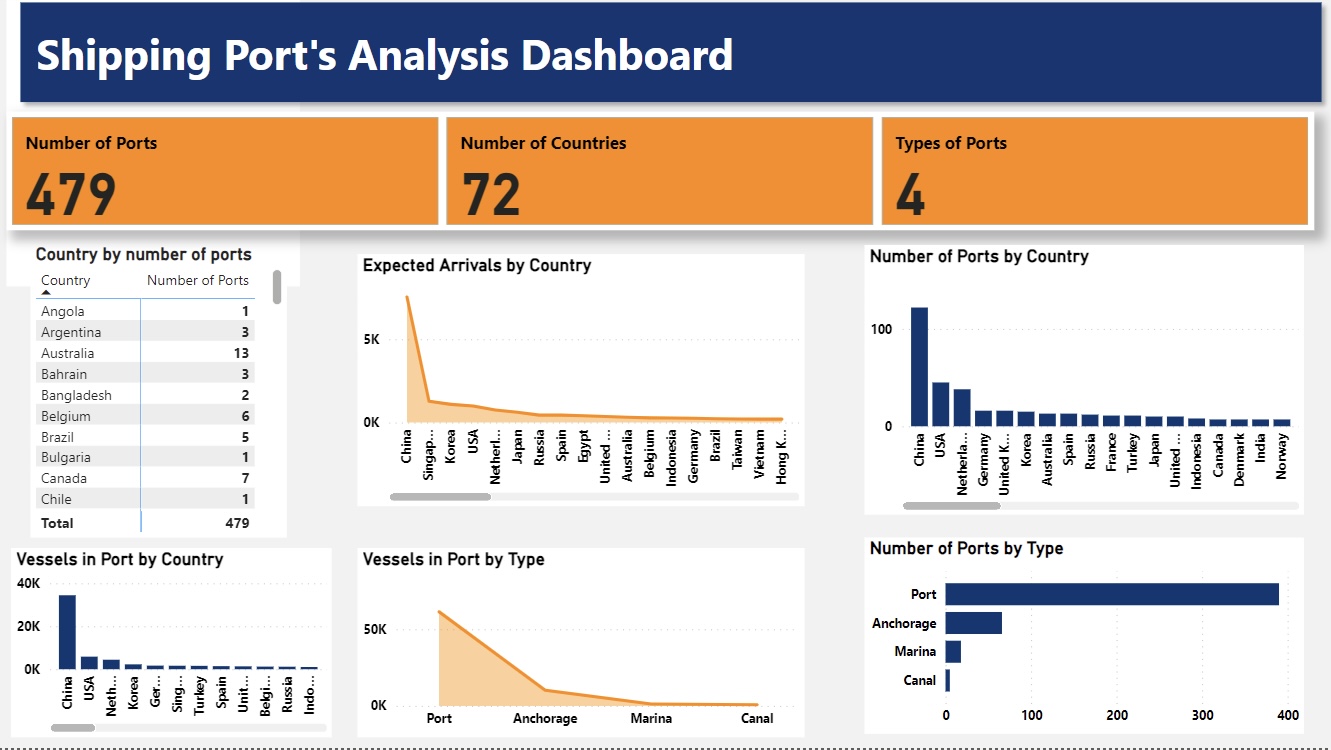 Shipping Port's Analysis Dashboard
Number of Ports
479
Number of Countries
72
Types of Ports
4
Country by number of ports
Country Number of Ports
Angola 1
Argentina 3
Australia 13
Bahrain 3
Bangladesh 2
Belgium 6
Brazil 5
Bulgaria 1
Canada 7
Chile 1
Total 479
Expected Arrivals by Country
5K
0K
China
Singap...
Korea
USA
Netherl...
Japan
Russia
Spain
Egypt
United ...
Australia
Belgium
Indonesia
Germany
Brazil
Taiwan
Vietnam
Hong K...
Number of Ports by Country
100
0
China
USA
Netherla...
Germany
United K...
Korea
Australia
Spain
Russia
France
Turkey
Japan
United ...
Indonesia
Canada
Denmark
India
Norway
Vessels in Port by Country
40K
20K
0K
China
USA
Neth...
Korea
Ger...
Sing...
Turkey
Spain
Unit...
Belgi...
Russia
Indo...
Vessels in Port by Type
50K
0K
Port Anchorage Marina Canal
Number of Ports by Type
Port
Anchorage
Marina
Canal
0 100 200 300 400